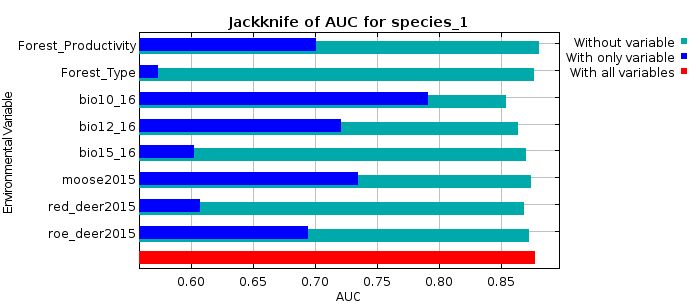 Jackknife of AUC for species_1
Forest_Productivity
Forest_Type
bio10_16
bio12_16
bio15_16
moose2015
red_deer2015
roe_deer2015
Environmental Variable
0.60 0.65 0.70 0.75 0.80 0.85
AUC
Without variable
With only variable
With all variables